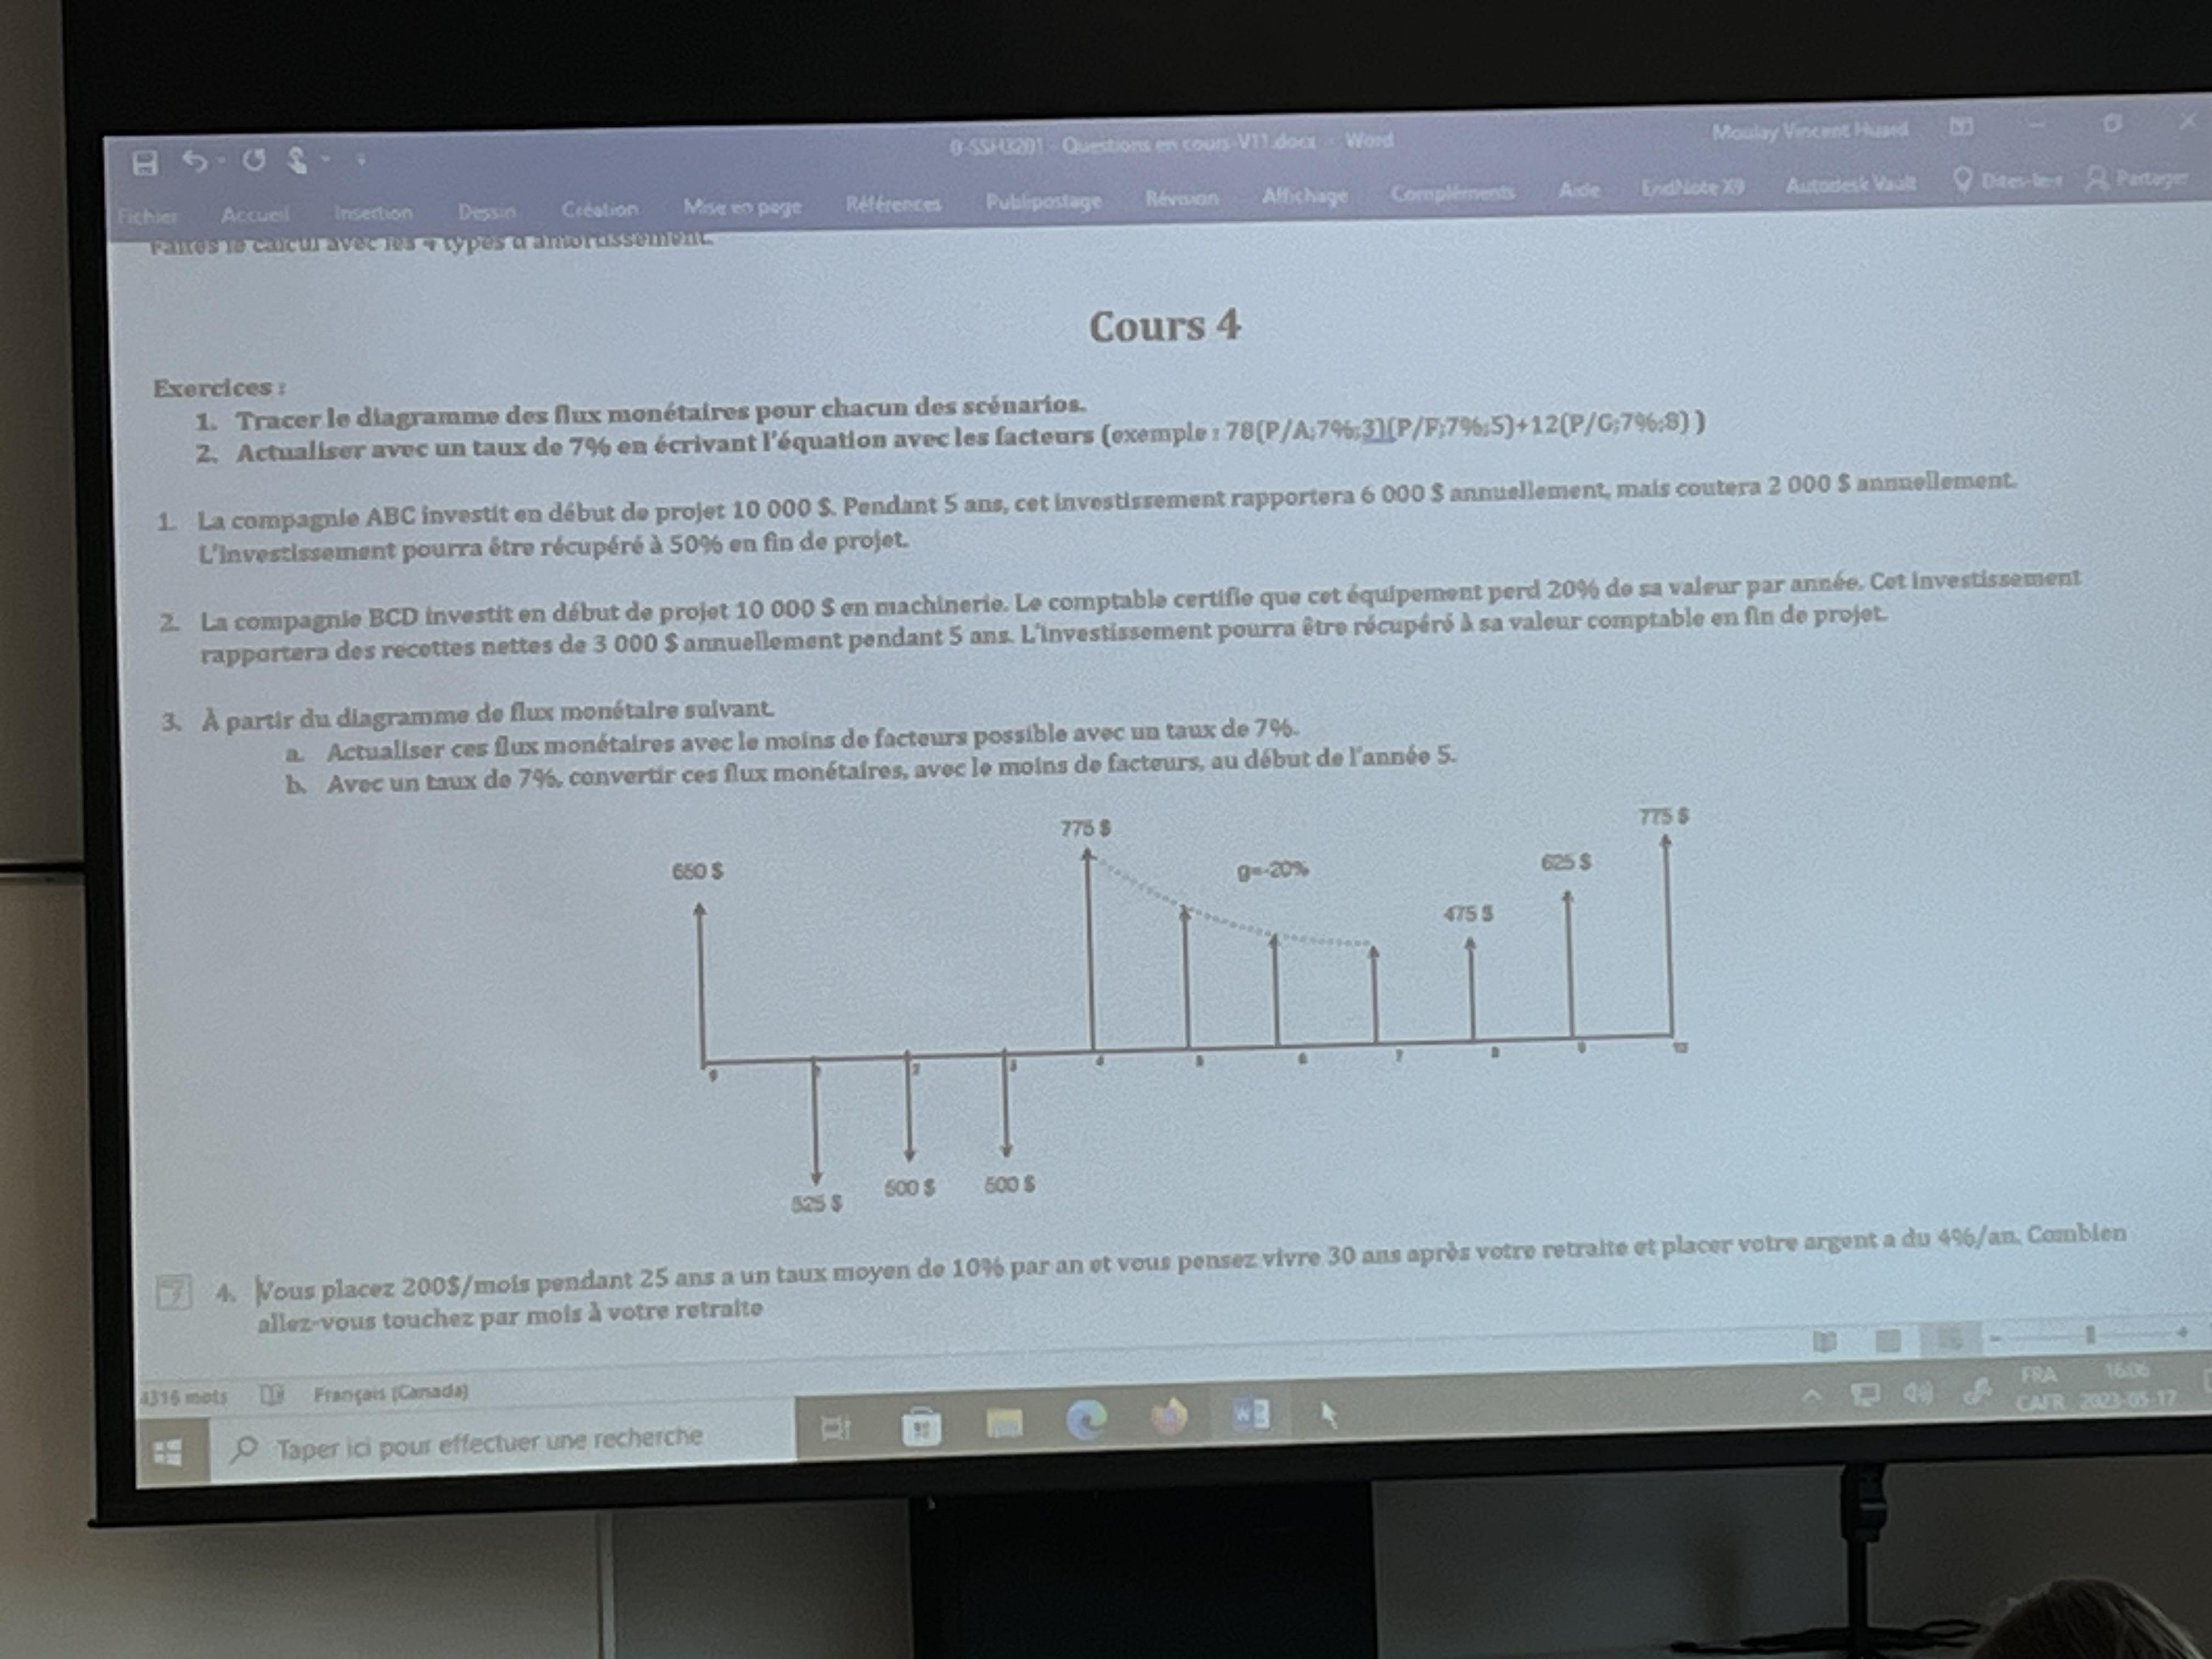 0-SSH3201 - Questions en cours-V11.docx - Word
Moulay Vincent Huard
Fichier Accueil Insertion Dessin Création Mise en page Références Publipostage Révision Affichage Compléments Aide EndNote X9 Autodesk Vault Dites-le-r Partager
Faites le calcul avec les 4 types d'amortissement.
Cours 4
Exercices :
1. Tracer le diagramme des flux monétaires pour chacun des scénarios.
2. Actualiser avec un taux de 7% en écrivant l'équation avec les facteurs (exemple : 78(P/A;7%;3)(P/F;7%;5)+12(P/G;7%;8) )
1. La compagnie ABC investit en début de projet 10 000 $. Pendant 5 ans, cet investissement rapportera 6 000 $ annuellement, mais coutera 2 000 $ annuellement.
L'investissement pourra être récupéré à 50% en fin de projet.
2. La compagnie BCD investit en début de projet 10 000 $ en machinerie. Le comptable certifie que cet équipement perd 20% de sa valeur par année. Cet investissement
rapportera des recettes nettes de 3 000 $ annuellement pendant 5 ans. L'investissement pourra être récupéré à sa valeur comptable en fin de projet.
3. À partir du diagramme de flux monétaire suivant.
a. Actualiser ces flux monétaires avec le moins de facteurs possible avec un taux de 7%.
b. Avec un taux de 7%, convertir ces flux monétaires, avec le moins de facteurs, au début de l'année 5.
775 $
775 $
650 $
g=-20%
625 $
475 $
0 1 2 3 4 5 6 7 8 9 10
525 $
500 $
500 $
4. Vous placez 200$/mois pendant 25 ans a un taux moyen de 10% par an et vous pensez vivre 30 ans après votre retraite et placer votre argent a du 4%/an. Combien
allez-vous touchez par mois à votre retraite
4316 mots Français (Canada)
Taper ici pour effectuer une recherche
FRA
CAFR
16:06
2023-05-17